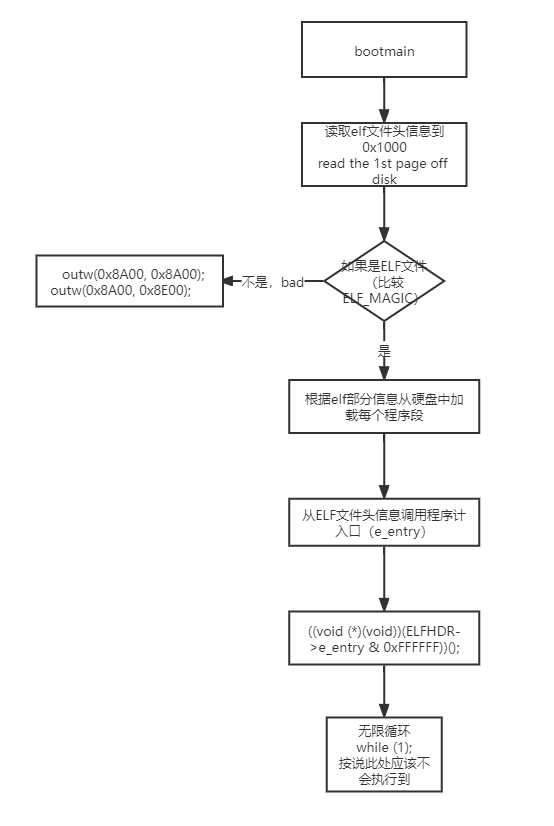 bootmain
读取elf文件头信息到
0x1000
read the 1st page off
disk
如果是ELF文件
（比较
ELF_MAGIC）
不是，bad
outw(0x8A00, 0x8A00);
outw(0x8A00, 0x8E00);
是
根据elf部分信息从硬盘中加
载每个程序段
从ELF文件头信息调用程序计
入口（e_entry）
((void (*)(void))(ELFHDR-
>e_entry & 0xFFFFFF))();
无限循环
while (1);
按说此处应该不
会执行到